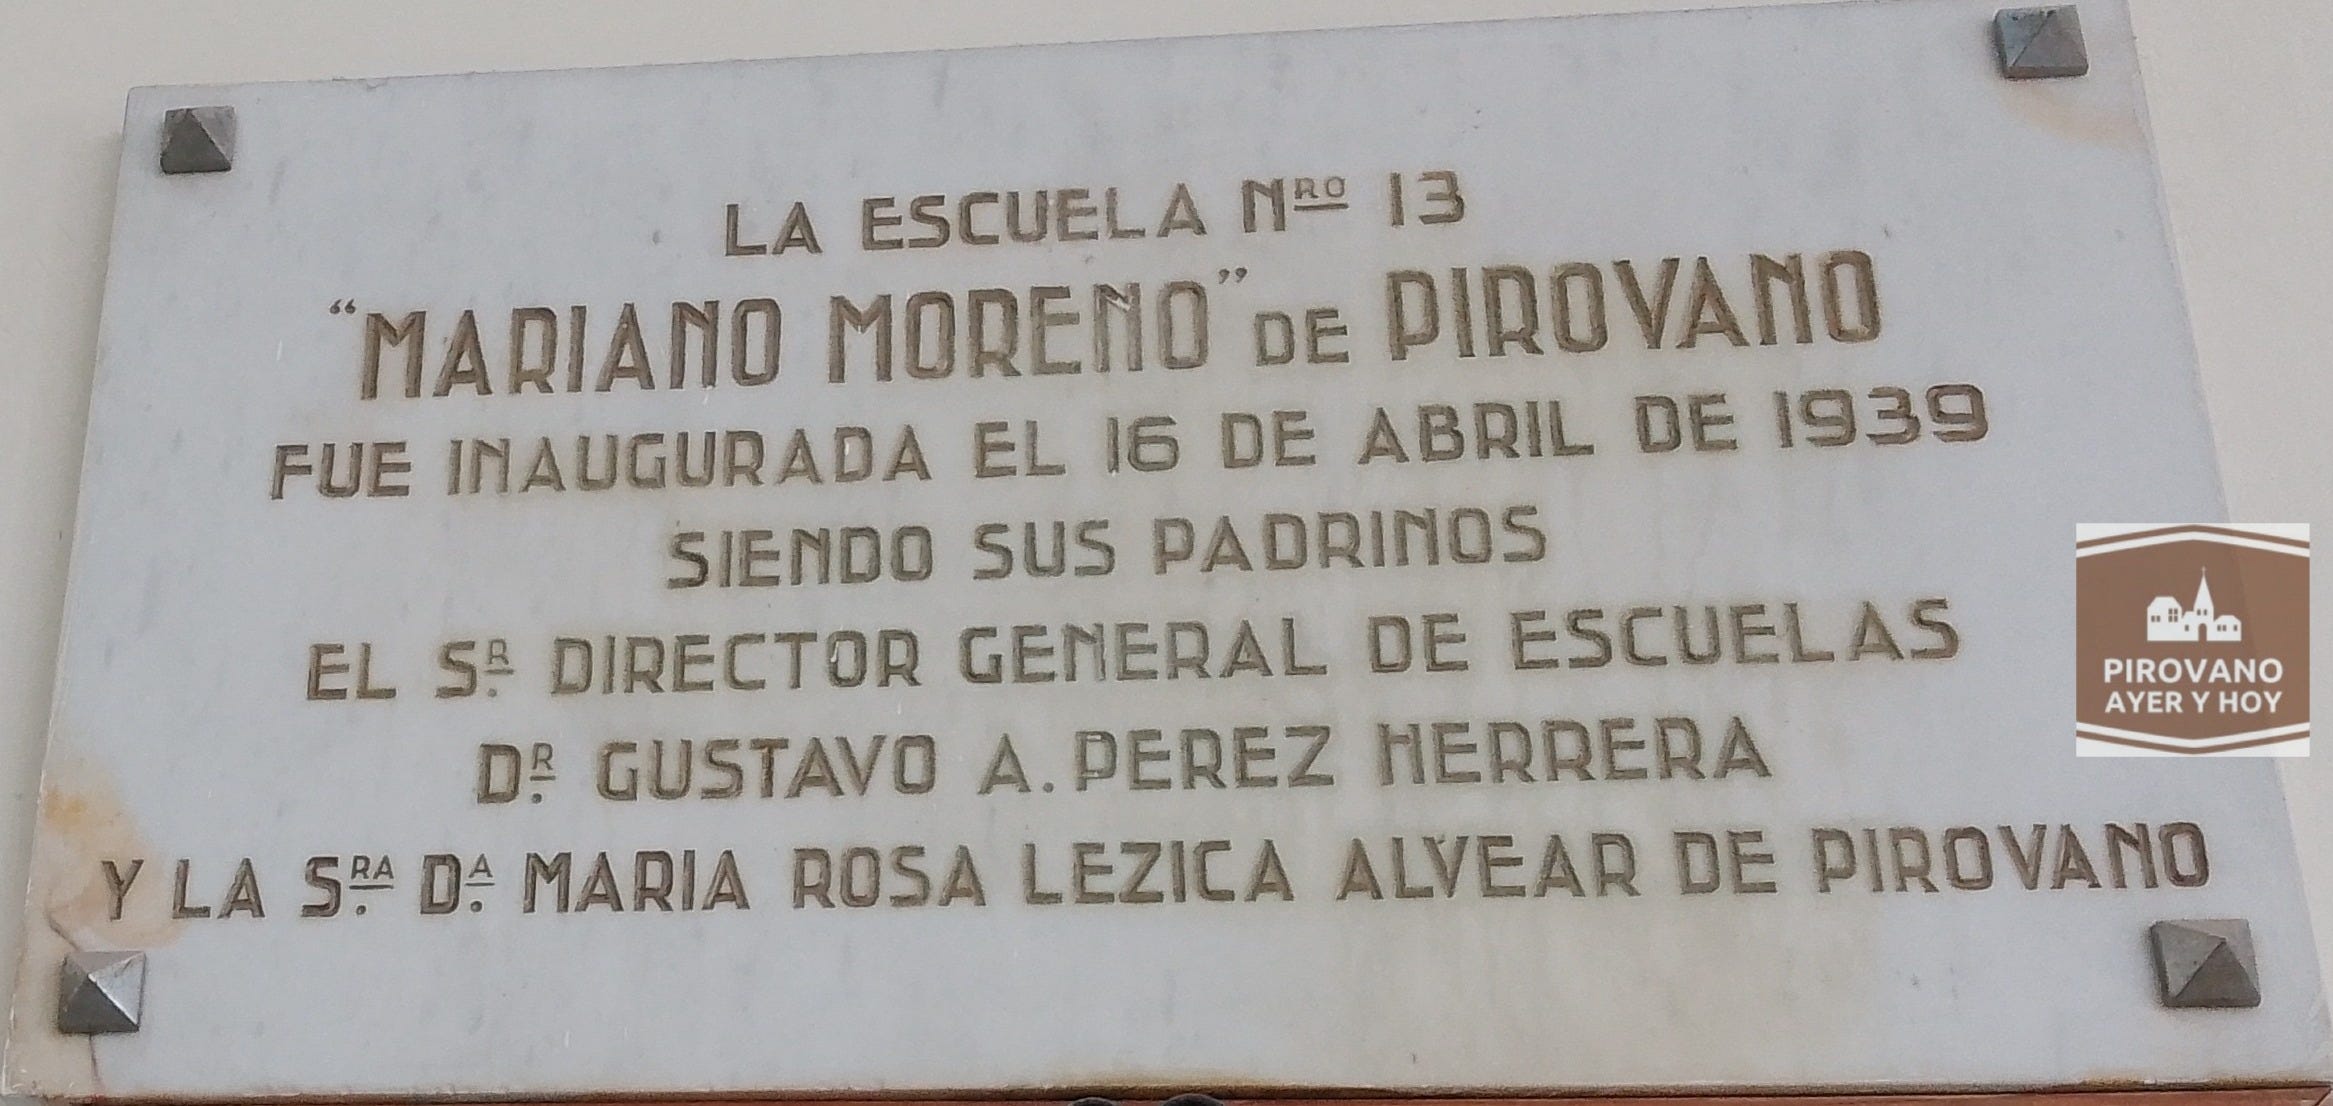 LA ESCUELA NRO 13
“MARIANO MORENO” DE PIROVANO
FUE INAUGURADA EL 16 DE ABRIL DE 1939
SIENDO SUS PADRINOS
EL SR. DIRECTOR GENERAL DE ESCUELAS
DR. GUSTAVO A. PEREZ HERRERA
Y LA SRA. DA. MARIA ROSA LEZICA ALVEAR DE PIROVANO
PIROVANO
AYER Y HOY